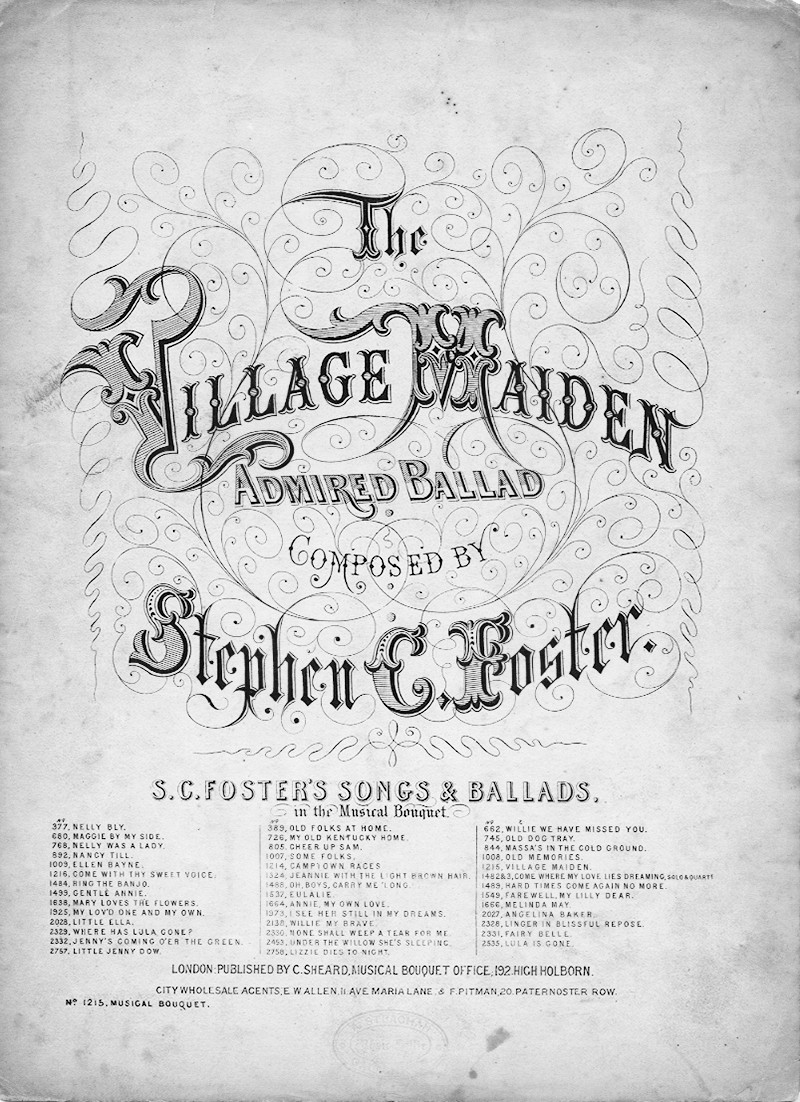 The
VILLAGE MAIDEN
ADMIRED BALLAD
COMPOSED BY
Stephen C. Foster.
S.C. FOSTER'S SONGS & BALLADS,
in the Musical Bouquet.
No
377, NELLY BLY.
680, MAGGIE BY MY SIDE.
768, NELLY WAS A LADY.
892, NANCY TILL.
1009, ELLEN BAYNE.
1216, COME WITH THY SWEET VOICE.
1484, RING THE BANJO.
1499, GENTLE ANNIE.
1638, MARY LOVES THE FLOWERS.
1925, MY LOV'D ONE AND MY OWN.
2028, LITTLE ELLA.
2329, WHERE HAS LULA GONE?
2332, JENNY'S COMING O'ER THE GREEN.
2757, LITTLE JENNY DOW.
No
389, OLD FOLKS AT HOME.
726, MY OLD KENTUCKY HOME.
805, CHEER UP SAM.
1007, SOME FOLKS.
1214, CAMPTOWN RACES
1524, JEANNIE WITH THE LIGHT BROWN HAIR.
1488, OH, BOYS, CARRY ME 'LONG.
1537, EULALIE.
1664, ANNIE, MY OWN LOVE.
1973, I SEE HER STILL IN MY DREAMS.
2138, WILLIE MY BRAVE.
2330, NONE SHALL WEEP A TEAR FOR ME.
2453, UNDER THE WILLOW SHE'S SLEEPING.
2758, LIZZIE DIES TO NIGHT.
No
662, WILLIE WE HAVE MISSED YOU.
745, OLD DOG TRAY.
844, MASSA'S IN THE COLD GROUND.
1008, OLD MEMORIES.
1215, VILLAGE MAIDEN.
1482&3, COME WHERE MY LOVE LIES DREAMING, SOLO & QUARTT
1489, HARD TIMES COME AGAIN NO MORE.
1549, FAREWELL, MY LILLY DEAR.
1666, MELINDA MAY.
2027, ANGELINA BAKER.
2328, LINGER IN BLISSFUL REPOSE.
2331, FAIRY BELLE.
2535, LULA IS GONE.
LONDON: PUBLISHED BY C. SHEARD, MUSICAL BOUQUET OFFICE, 192, HIGH HOLBORN.
CITY WHOLESALE AGENTS, E. W. ALLEN, 11, AVE MARIA LANE, & F. PITMAN, 20, PATERNOSTER ROW.
No 1215, MUSICAL BOUQUET.